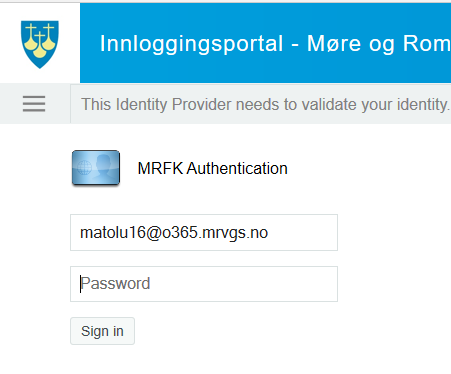 Innloggingsportal - Møre og Rom
This Identity Provider needs to validate your identity.
MRFK Authentication
matolu16@o365.mrvgs.no
Password
Sign in